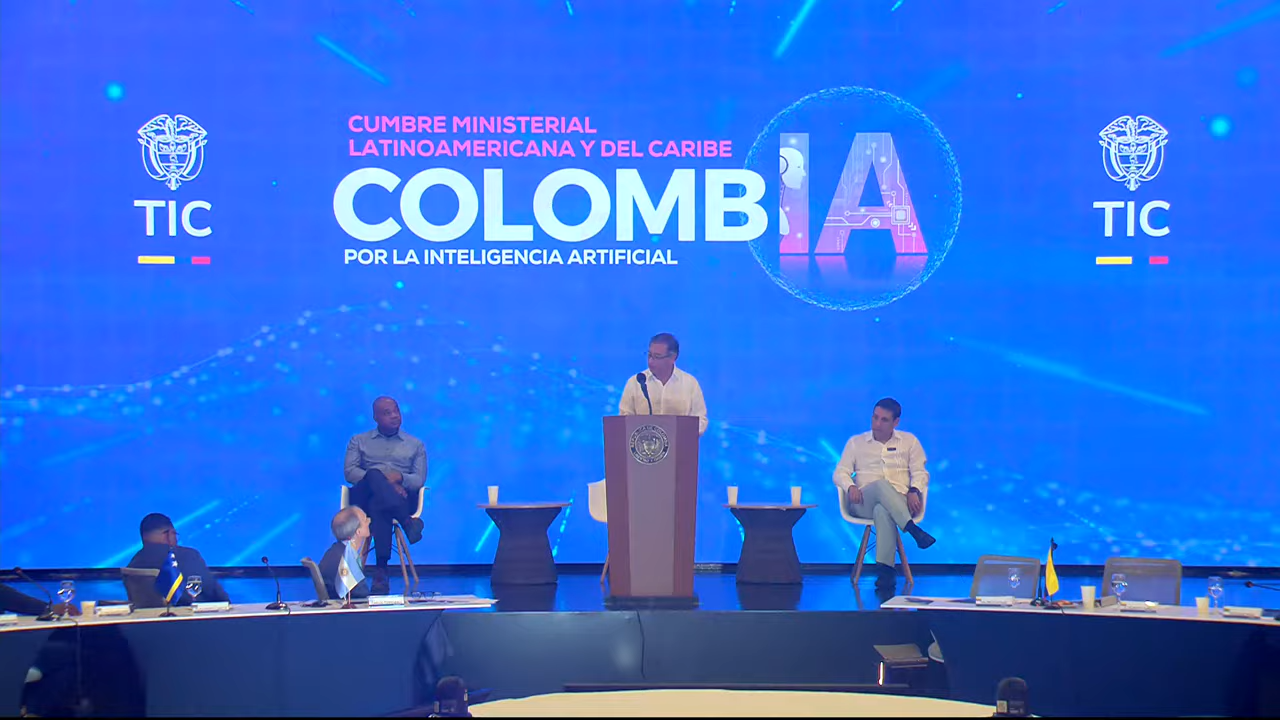 CUMBRE MINISTERIAL
LATINOAMERICANA Y DEL CARIBE
COLOMBIA
POR LA INTELIGENCIA ARTIFICIAL
TIC
TIC